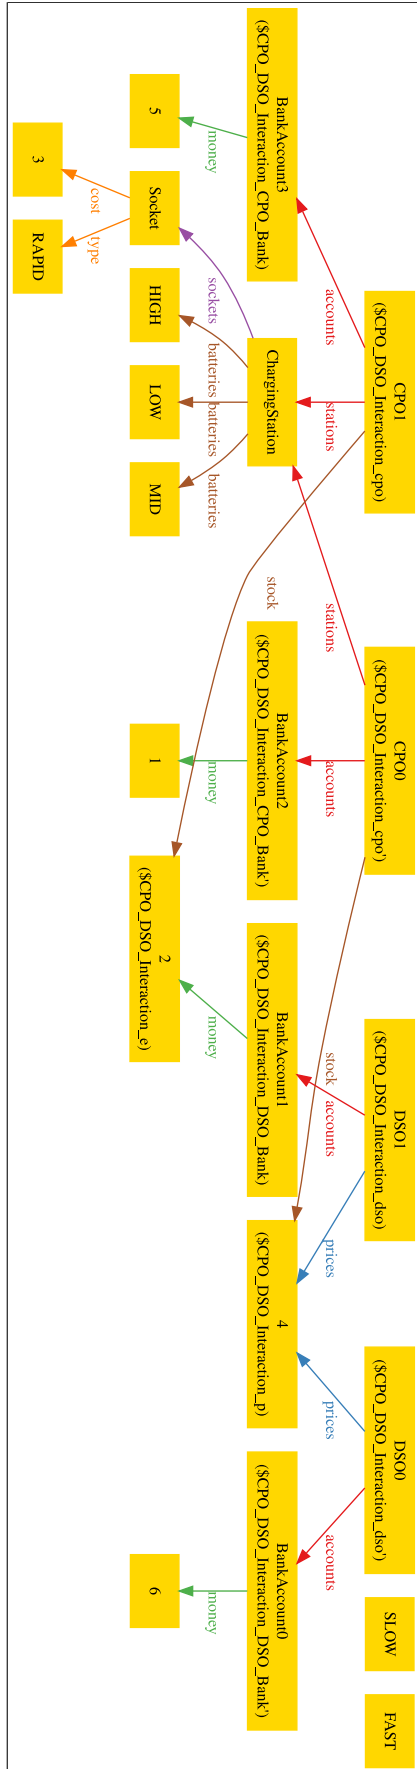 CPO1
($CPO_DSO_Interaction_cpo)
CPO0
($CPO_DSO_Interaction_cpo')
DSO1
($CPO_DSO_Interaction_dso)
DSO0
($CPO_DSO_Interaction_dso')
SLOW
FAST
accounts
stations
stations
accounts
stock
accounts
prices
prices
accounts
BankAccount3
($CPO_DSO_Interaction_CPO_Bank)
ChargingStation
stock
BankAccount2
($CPO_DSO_Interaction_CPO_Bank')
BankAccount1
($CPO_DSO_Interaction_DSO_Bank)
4
($CPO_DSO_Interaction_p)
BankAccount0
($CPO_DSO_Interaction_DSO_Bank')
money
sockets
batteries
batteries
batteries
money
money
money
5
Socket
HIGH
LOW
MID
1
2
($CPO_DSO_Interaction_e)
6
cost
type
3
RAPID